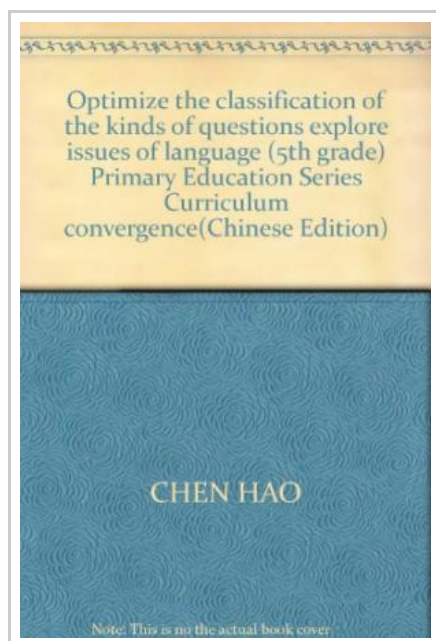 Optimize the classification of
the kinds of questions explore
issues of language (5th grade)
Primary Education Series
Curriculum
convergence(Chinese Edition)
CHEN HAO
Note: This is no the actual book cover